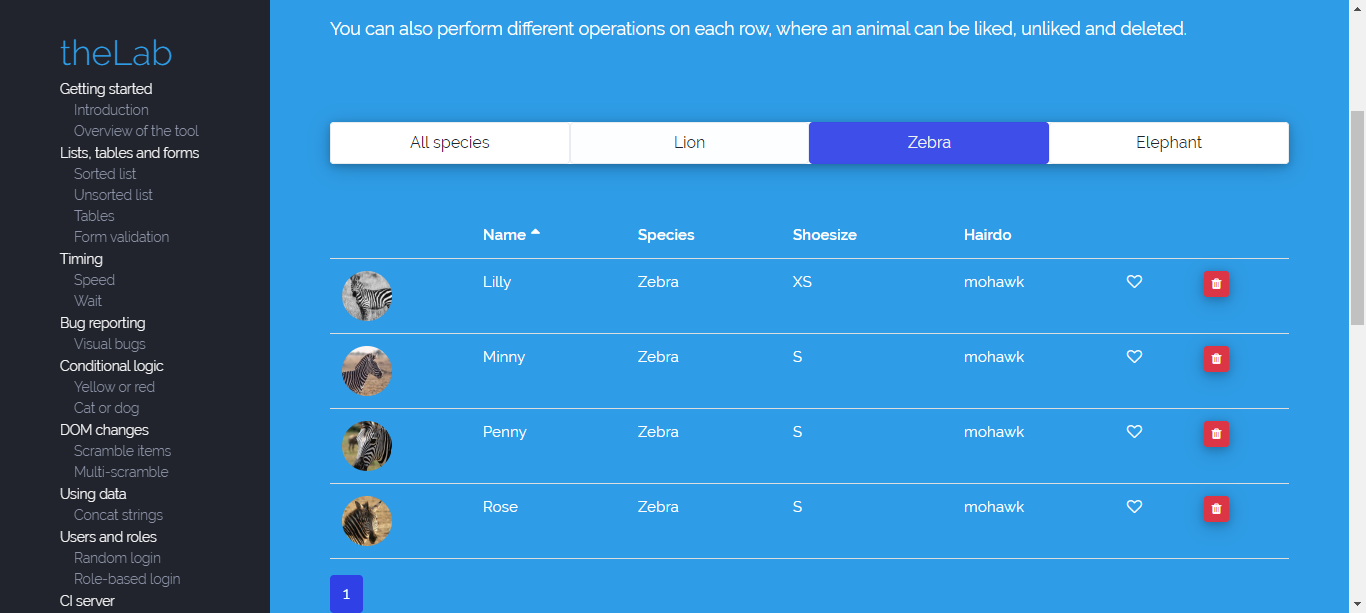 theLab
Getting started
Introduction
Overview of the tool
Lists, tables and forms
Sorted list
Unsorted list
Tables
Form validation
Timing
Speed
Wait
Bug reporting
Visual bugs
Conditional logic
Yellow or red
Cat or dog
DOM changes
Scramble items
Multi-scramble
Using data
Concat strings
Users and roles
Random login
Role-based login
CI server
You can also perform different operations on each row, where an animal can be liked, unliked and deleted.
All species Lion Zebra Elephant
Name Species Shoesize Hairdo
Lilly Zebra XS mohawk
Minny Zebra S mohawk
Penny Zebra S mohawk
Rose Zebra S mohawk
1